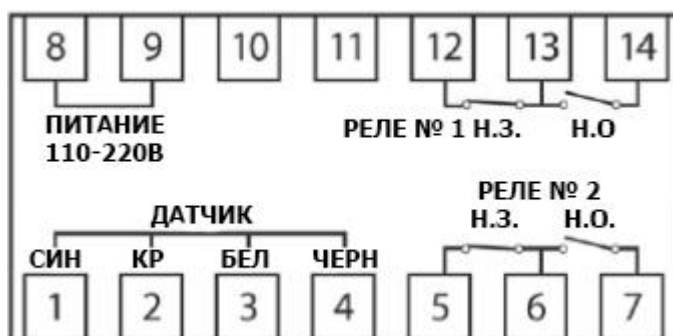 8 9 10 11 12 13 14
ПИТАНИЕ
110-220В
РЕЛЕ № 1 Н.З. Н.О
РЕЛЕ № 2
Н.З. Н.О.
ДАТЧИК
СИН КР БЕЛ ЧЕРН
1 2 3 4 5 6 7